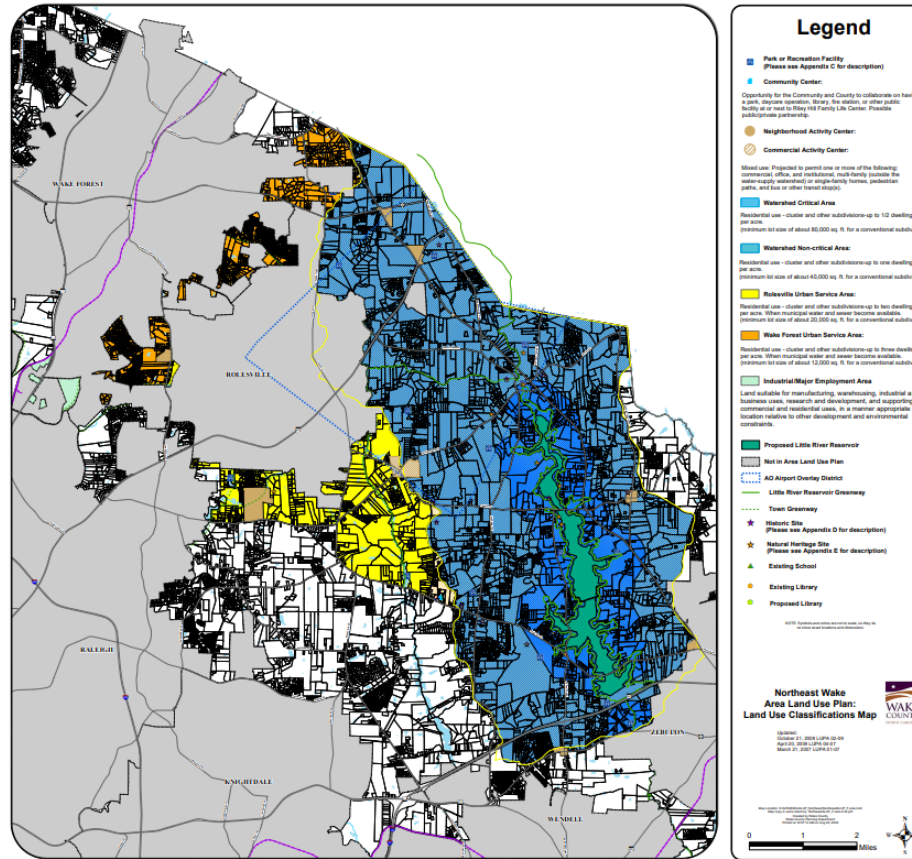 WAKE FOREST
ROLESVILLE
RALEIGH
KNIGHTDALE
WENDELL
ZEBULON
Legend
Park or Recreation Facility
(Please see Appendix C for description)
Community Center:
Opportunity for the Community and County to collaborate on havi
a park, daycare operation, library, fire station, or other public
facility at or next to Riley Hill Family Life Center. Possible
public/private partnership.
Neighborhood Activity Center:
Commercial Activity Center:
Mixed use: Projected to permit one or more of the following:
commercial, office, and institutional, multi-family (outside the
water-supply watershed) or single-family homes, pedestrian
paths, and bus or other transit stop(s).
Watershed Critical Area
Residential use - cluster and other subdivisions-up to 1/2 dwelling
per acre.
(minimum lot size of about 80,000 sq. ft. for a conventional subdiv
Watershed Non-critical Area:
Residential use - cluster and other subdivisions-up to one dwelling
per acre.
(minimum lot size of about 40,000 sq. ft. for a conventional subdiv
Rolesville Urban Service Area:
Residential use - cluster and other subdivisions-up to two dwelling
per acre. When municipal water and sewer become available.
(minimum lot size of about 20,000 sq. ft. for a conventional subdiv
Wake Forest Urban Service Area:
Residential use - cluster and other subdivisions-up to three dwelli
per acre. When municipal water and sewer become available.
(minimum lot size of about 12,000 sq. ft. for a conventional subdiv
Industrial/Major Employment Area
Land suitable for manufacturing, warehousing, industrial a
business uses, research and development, and supporting
commercial and residential uses, in a manner appropriate
location relative to other development and environmental
constraints.
Proposed Little River Reservoir
Not in Area Land Use Plan
AO Airport Overlay District
Little River Reservoir Greenway
Town Greenway
Historic Site
(Please see Appendix D for description)
Natural Heritage Site
(Please see Appendix E for description)
Existing School
Existing Library
Proposed Library
Northeast Wake
Area Land Use Plan:
Land Use Classifications Map
WAK
COUNT
Updated:
October 21, 2009 LUPA 02-09
April 20, 2009 LUPA 05-07
March 21, 2007 LUPA 01-07
N
W
S
0 1 2
Miles